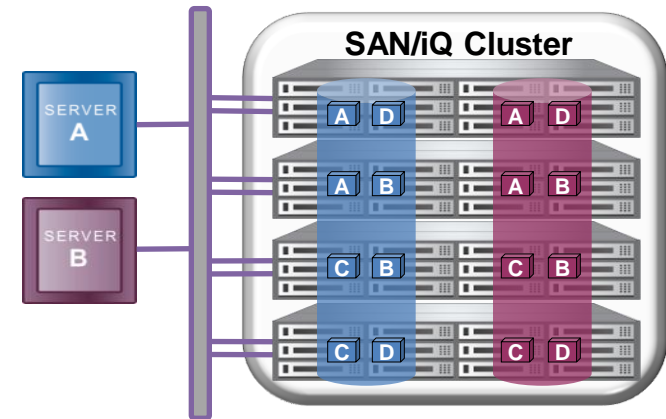 SAN/iQ Cluster
SERVER
A
SERVER
B
A D A D
A B A B
C B C B
C D C D